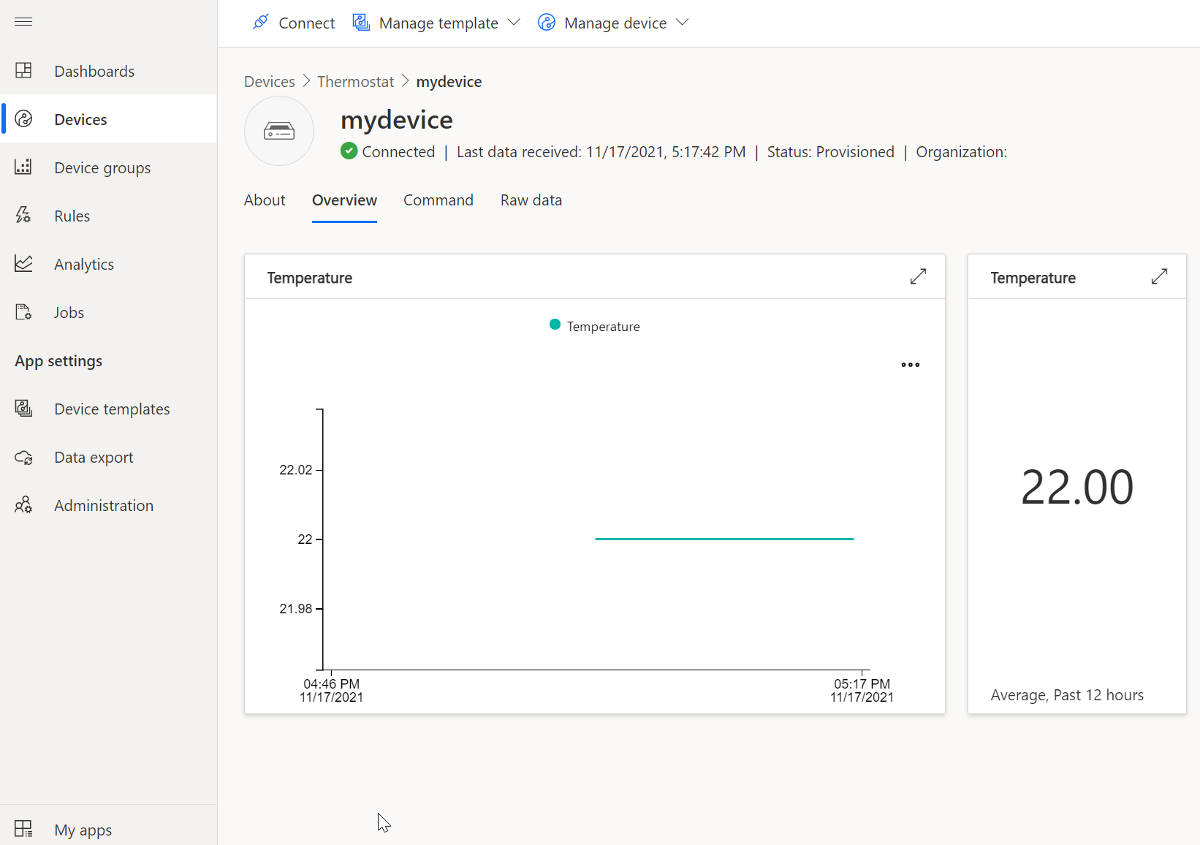 Connect Manage template Manage device
Dashboards
Devices
Device groups
Rules
Analytics
Jobs
App settings
Device templates
Data export
Administration
My apps
Devices > Thermostat > mydevice
mydevice
Connected | Last data received: 11/17/2021, 5:17:42 PM | Status: Provisioned | Organization:
About Overview Command Raw data
Temperature
Temperature
22.02
22
21.98
04:46 PM 05:17 PM
11/17/2021 11/17/2021
Temperature
22.00
Average, Past 12 hours